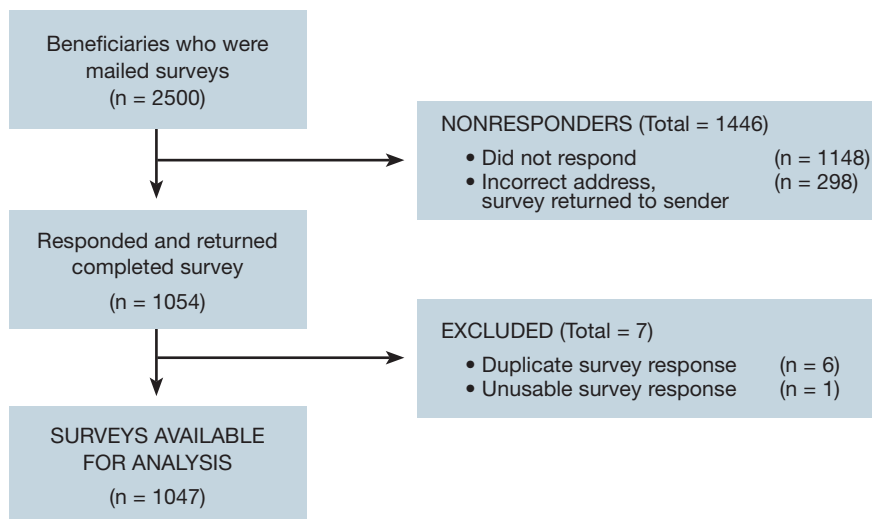 Beneficiaries who were
mailed surveys
(n = 2500)
NONRESPONDERS (Total = 1446)
• Did not respond (n = 1148)
• Incorrect address, (n = 298)
survey returned to sender
Responded and returned
completed survey
(n = 1054)
EXCLUDED (Total = 7)
• Duplicate survey response (n = 6)
• Unusable survey response (n = 1)
SURVEYS AVAILABLE
FOR ANALYSIS
(n = 1047)